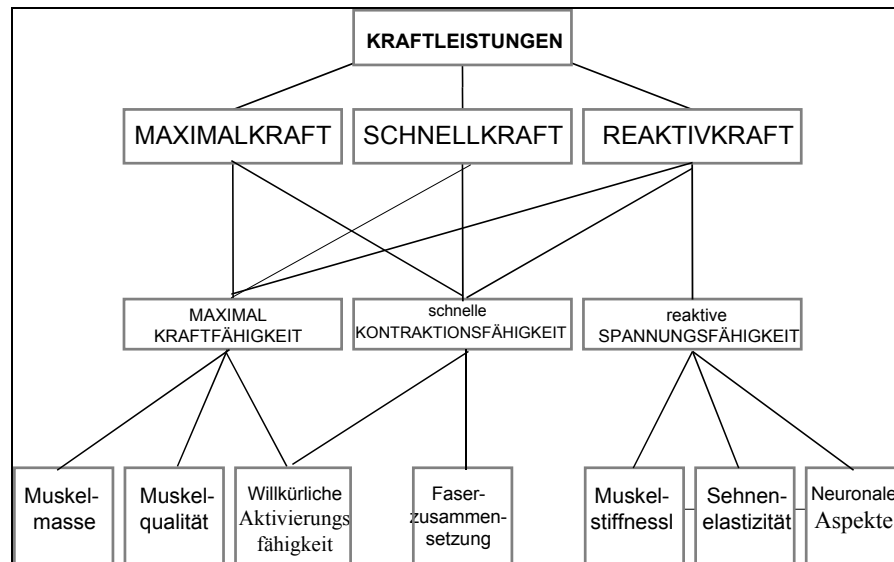 KRAFTLEISTUNGEN
MAXIMALKRAFT
SCHNELLKRAFT
REAKTIVKRAFT
MAXIMAL
KRAFTFÄHIGKEIT
schnelle
KONTRAKTIONSFÄHIGKEIT
reaktive
SPANNUNGSFÄHIGKEIT
Muskel-
masse
Muskel-
qualität
Willkürliche
Aktivierungs
fähigkeit
Faser-
zusammen-
setzung
Muskel-
stiffnessl
Sehnen-
elastizität
Neuronale
Aspekte